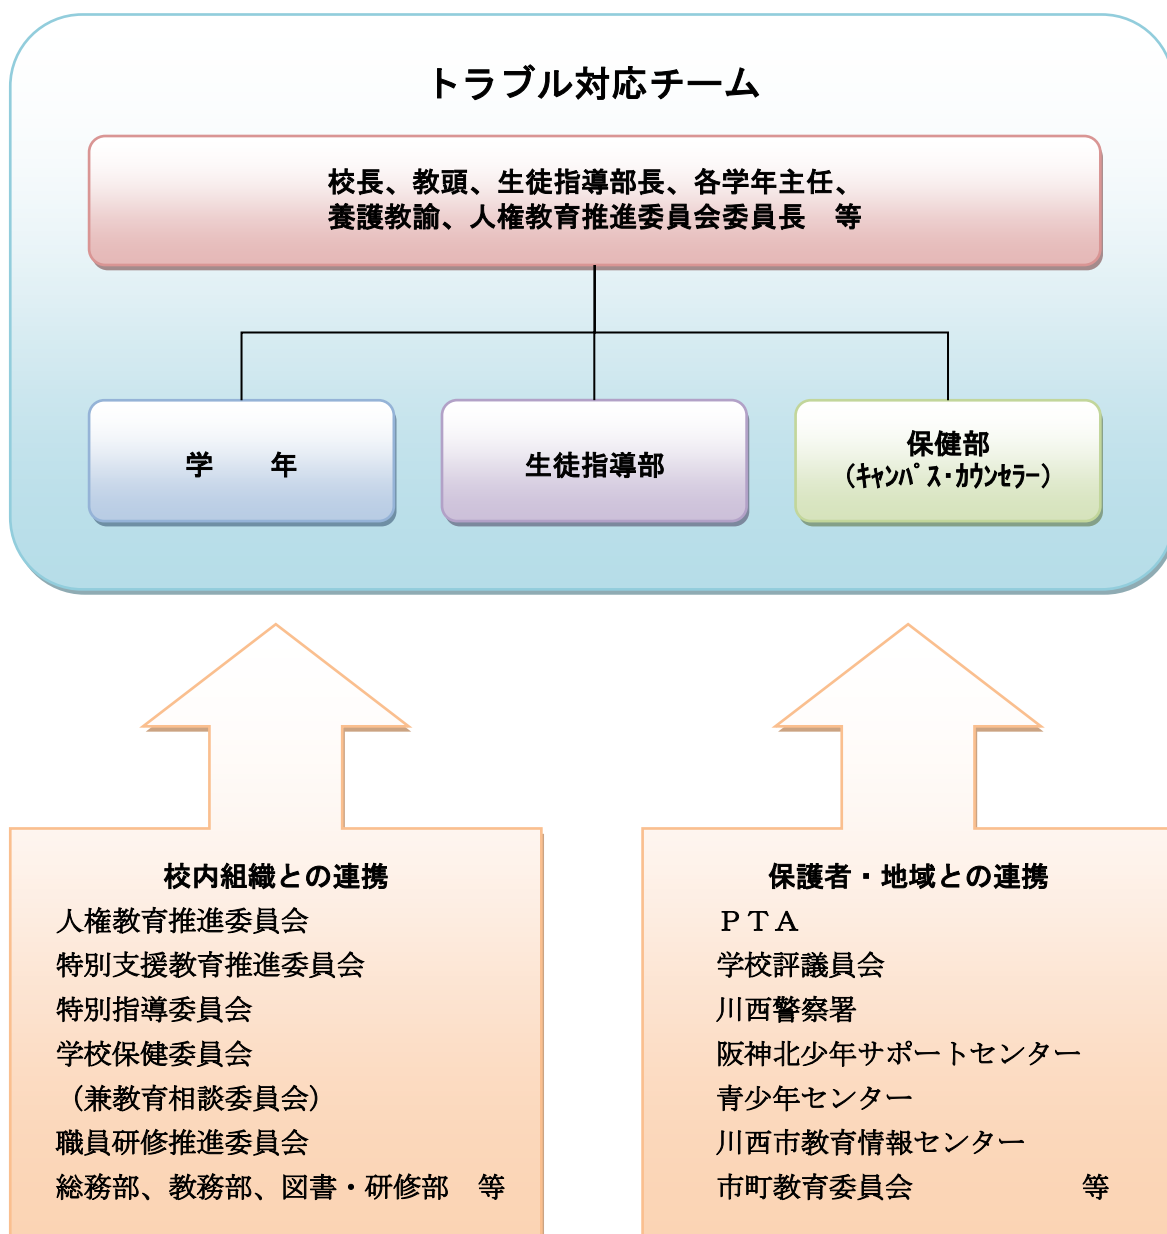 トラブル対応チーム
校長、教頭、生徒指導部長、各学年主任、
養護教諭、人権教育推進委員会委員長　等
学　　年
生徒指導部
保健部
（ｷｬﾝﾊﾟｽ・ｶｳﾝｾﾗｰ）
校内組織との連携
人権教育推進委員会
特別支援教育推進委員会
特別指導委員会
学校保健委員会
（兼教育相談委員会）
職員研修推進委員会
総務部、教務部、図書・研修部　等
保護者・地域との連携
ＰＴＡ
学校評議員会
川西警察署
阪神北少年サポートセンター
青少年センター
川西市教育情報センター
市町教育委員会　　　　　　等